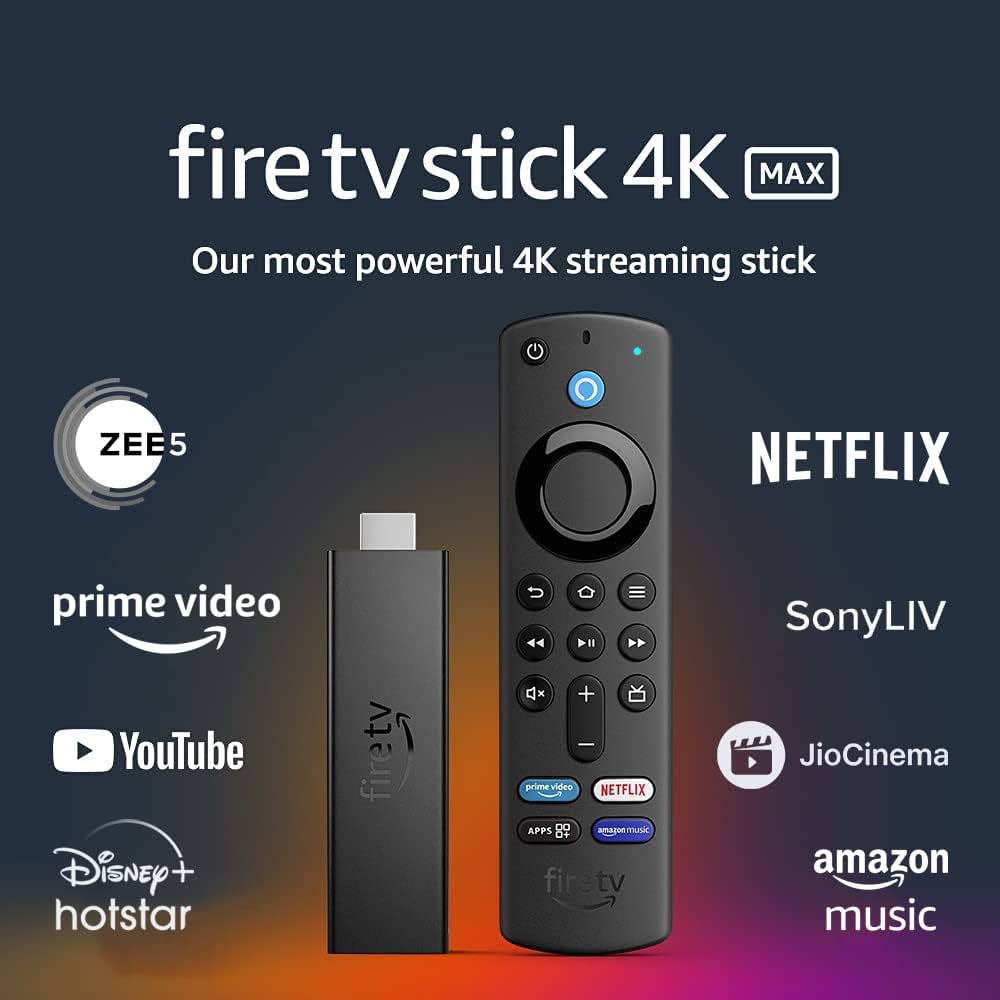 fire tv stick 4K MAX
Our most powerful 4K streaming stick
ZEE5
NETFLIX
prime video
SonyLIV
YouTube
JioCinema
Disney+
hotstar
amazon
music
fire tv
prime video
NETFLIX
APPS
amazon music
fire tv